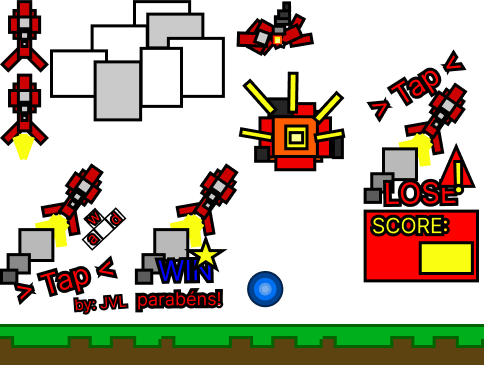 > Tap <
LOSE
SCORE:
w
a d
> Tap <
by: JVL
WIN
parabéns!